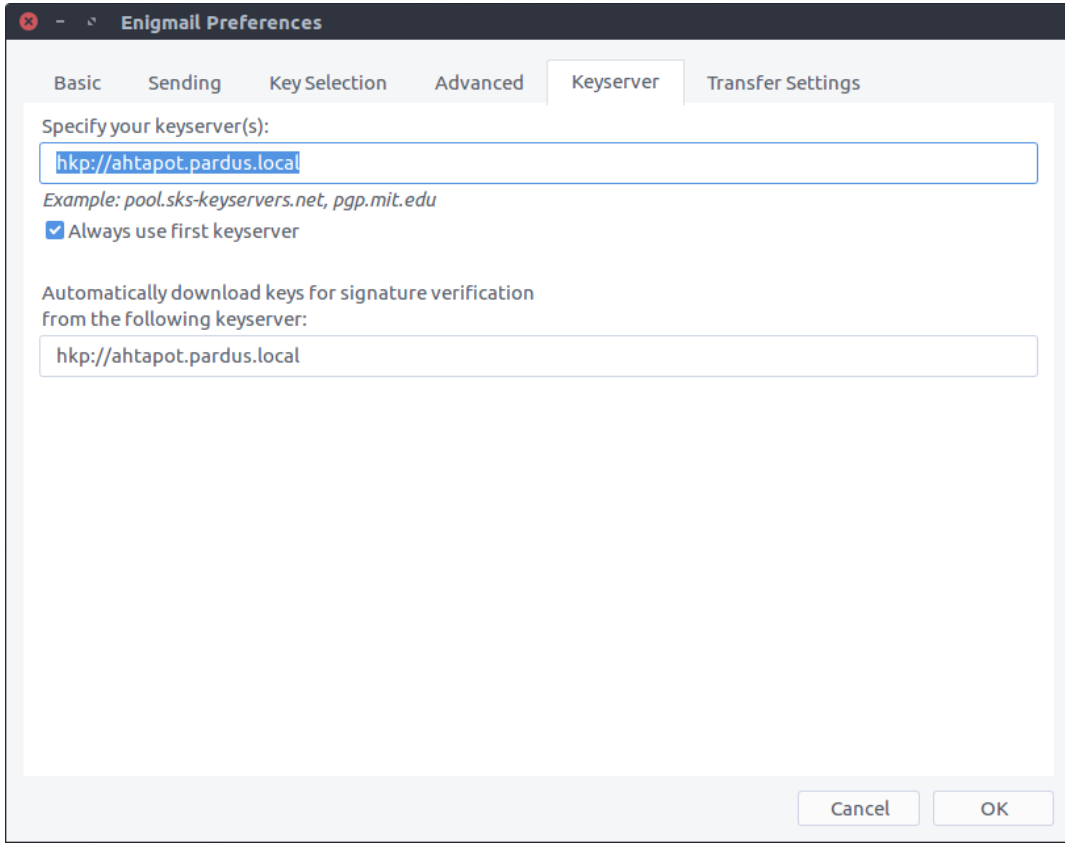 Enigmail Preferences
Basic Sending Key Selection Advanced Keyserver Transfer Settings
Specify your keyserver(s):
hkp://ahtapot.pardus.local
Example: pool.sks-keyservers.net, pgp.mit.edu
Always use first keyserver
Automatically download keys for signature verification
from the following keyserver:
hkp://ahtapot.pardus.local
Cancel OK